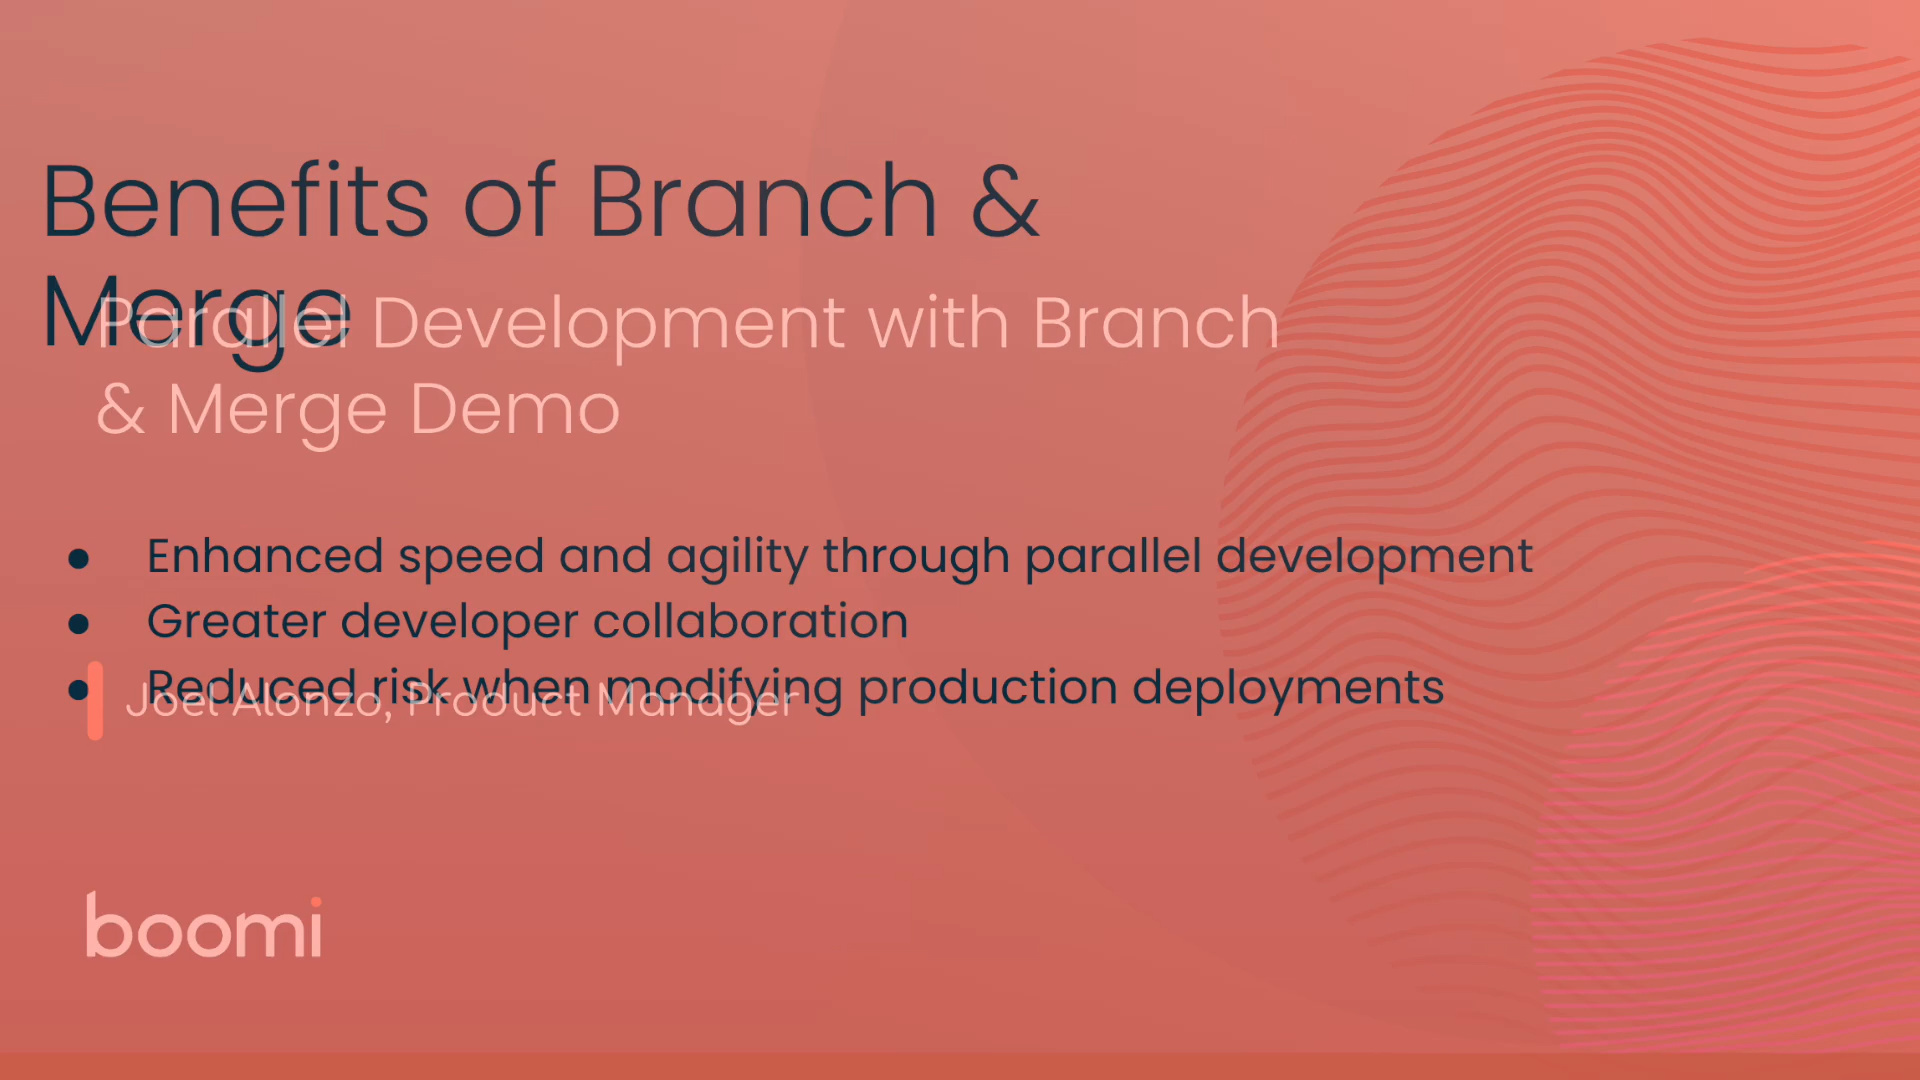 Benefits of Branch &
Merge
Parallel Development with Branch
& Merge Demo
● Enhanced speed and agility through parallel development
● Greater developer collaboration
● Reduced risk when modifying production deployments
Joel Alonzo, Product Manager
boomi